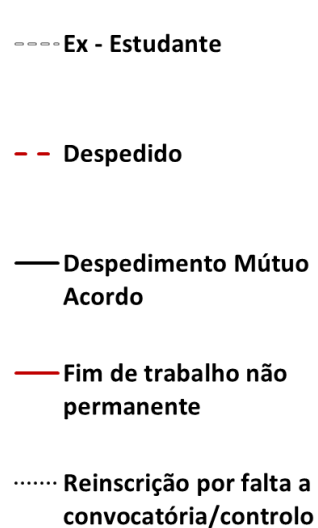 Ex - Estudante
Despedido
Despedimento Mútuo
Acordo
Fim de trabalho não
permanente
Reinscrição por falta a
convocatória/controlo